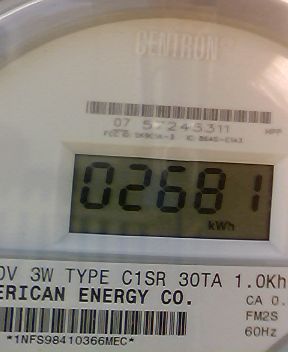 CENTRON
07 57245311
HPP
02681
kWh
0V 3W TYPE C1SR 30TA 1.0Kh
ERICAN ENERGY CO.
CA 0.
FM2S
60Hz
*1NFS98410366MEC*